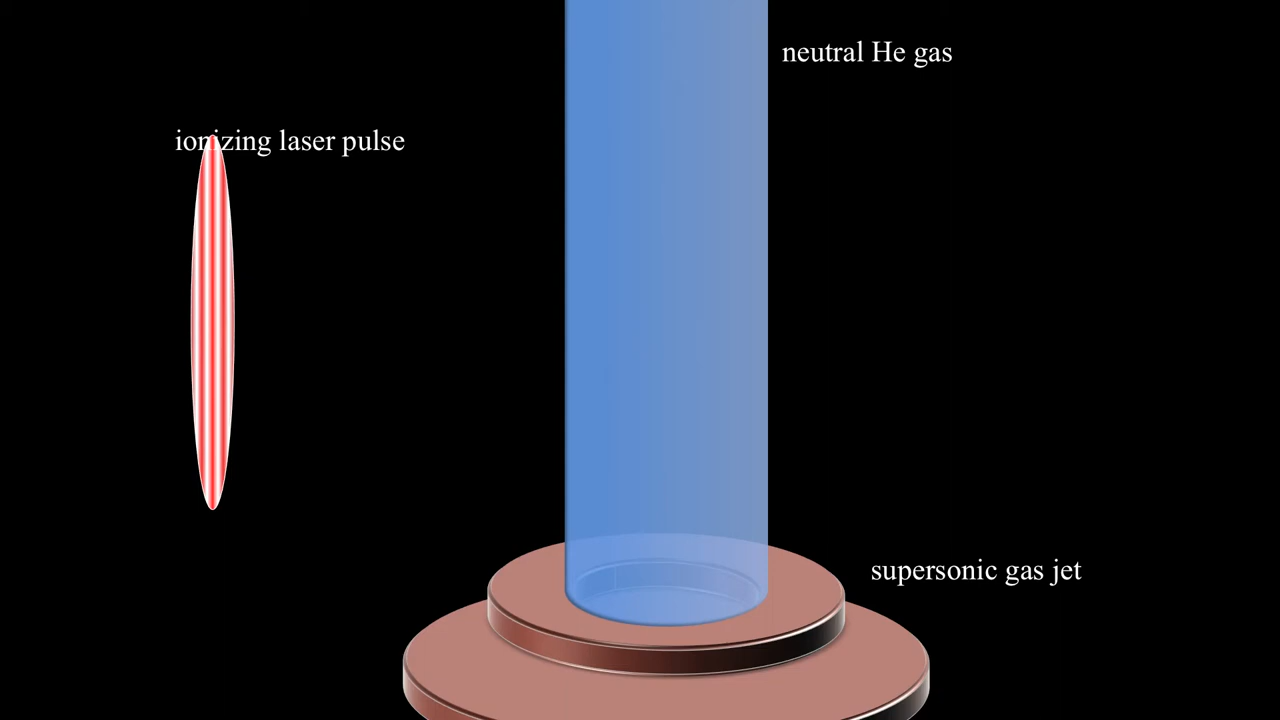 neutral He gas
ionizing laser pulse
supersonic gas jet